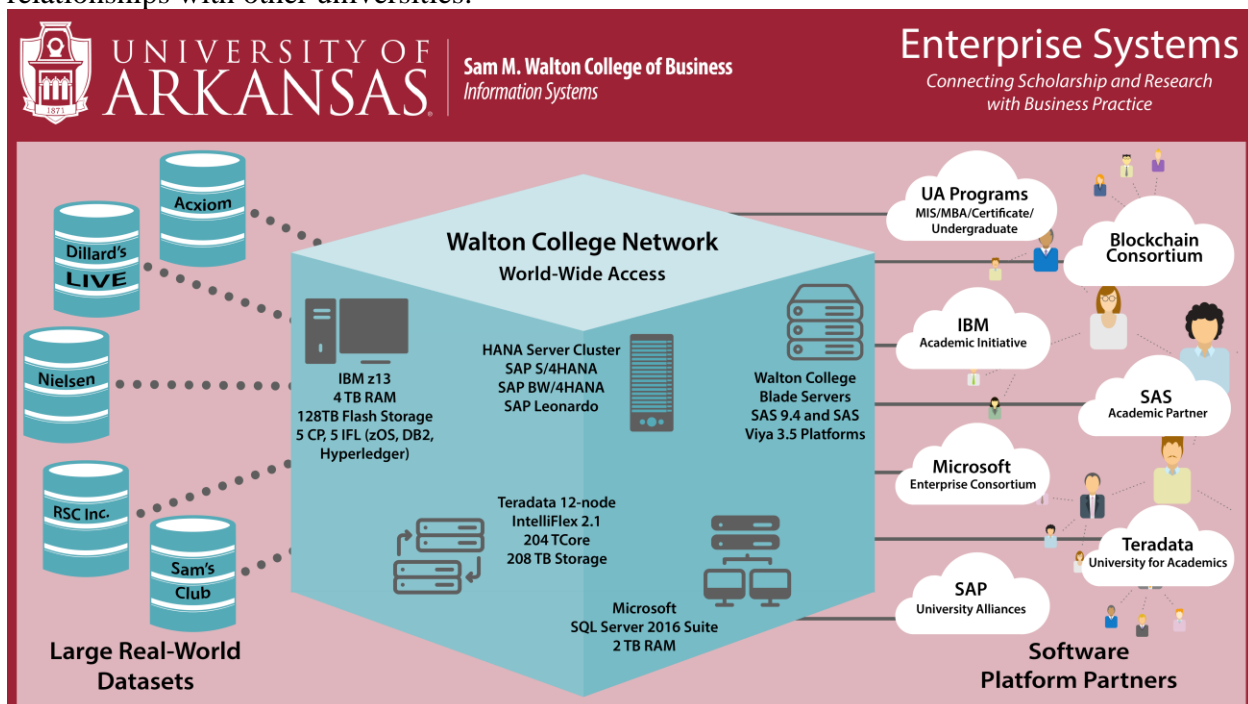 relationships with other universities.
UNIVERSITY OF
ARKANSAS®
1871
Sam M. Walton College of Business
Information Systems
Enterprise Systems
Connecting Scholarship and Research
with Business Practice
Acxiom
Dillard's
LIVE
Nielsen
RSC Inc.
Sam's
Club
Large Real-World
Datasets
Walton College Network
World-Wide Access
IBM z13
4 TB RAM
128TB Flash Storage
5 CP, 5 IFL (zOS, DB2,
Hyperledger)
HANA Server Cluster
SAP S/4HANA
SAP BW/4HANA
SAP Leonardo
Walton College
Blade Servers
SAS 9.4 and SAS
Viya 3.5 Platforms
Teradata 12-node
IntelliFlex 2.1
204 TCore
208 TB Storage
Microsoft
SQL Server 2016 Suite
2 TB RAM
UA Programs
MIS/MBA/Certificate/
Undergraduate
Blockchain
Consortium
IBM
Academic Initiative
SAS
Academic Partner
Microsoft
Enterprise Consortium
Teradata
University for Academics
SAP
University Alliances
Software
Platform Partners